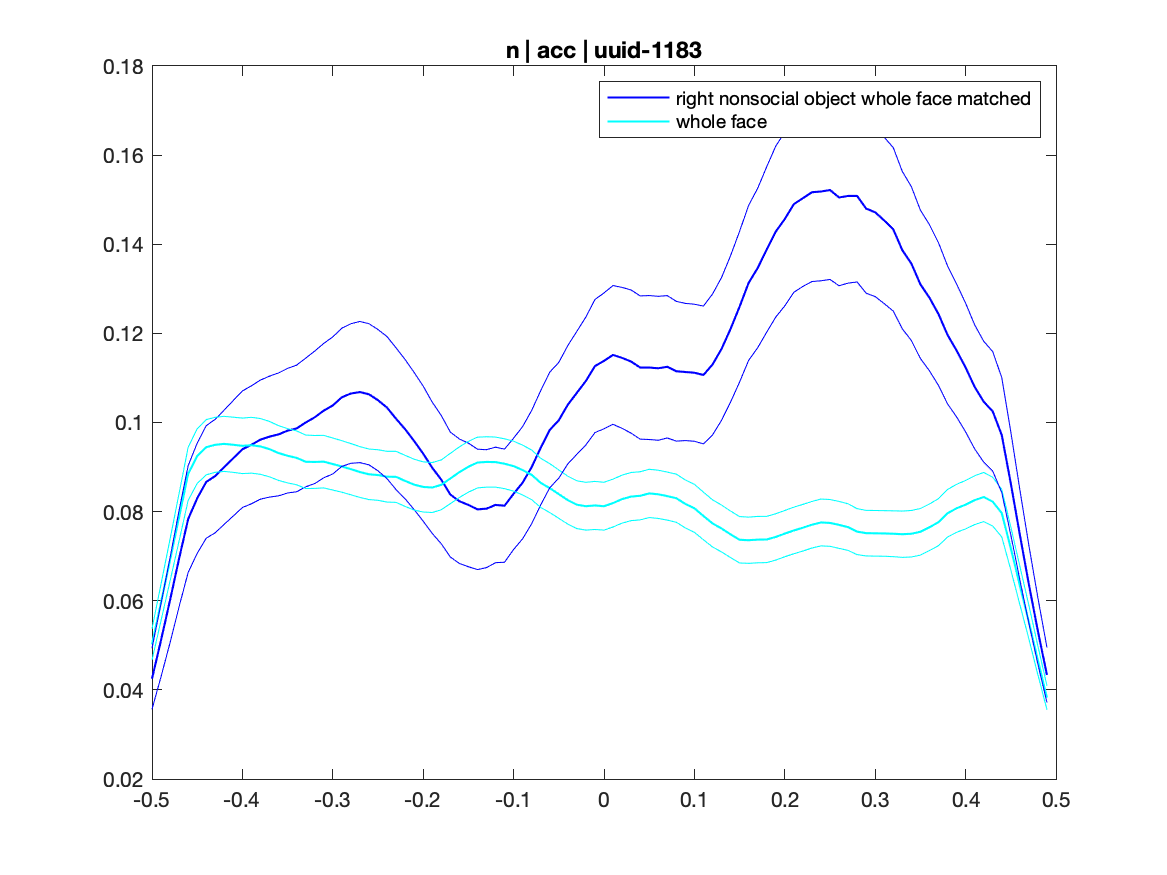 n | acc | uuid-1183
right nonsocial object whole face matched
whole face
0.18
0.16
0.14
0.12
0.1
0.08
0.06
0.04
0.02
-0.5 -0.4 -0.3 -0.2 -0.1 0 0.1 0.2 0.3 0.4 0.5